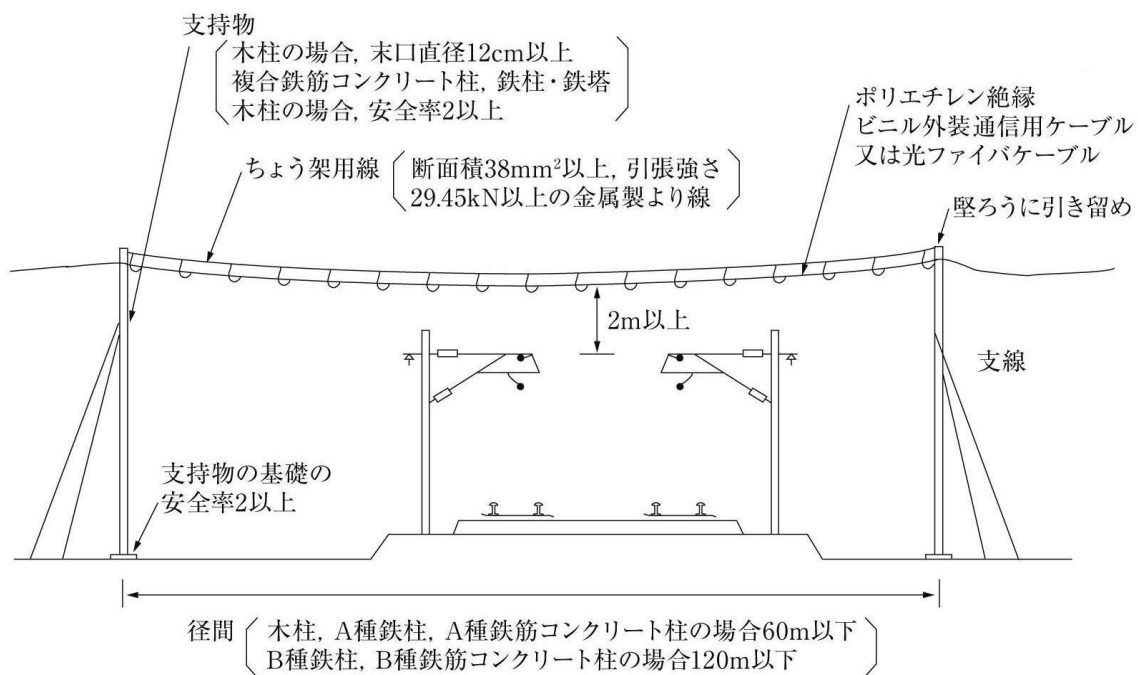 支持物
木柱の場合, 末口直径12cm以上
複合鉄筋コンクリート柱, 鉄柱・鉄塔
木柱の場合, 安全率2以上
ポリエチレン絶縁
ビニル外装通信用ケーブル
又は光ファイバケーブル
ちょう架用線 断面積38mm²以上, 引張強さ
29.45kN以上の金属製より線
堅ろうに引き留め
2m以上
支線
支持物の基礎の
安全率2以上
径間 木柱, A種鉄柱, A種鉄筋コンクリート柱の場合60m以下
B種鉄柱, B種鉄筋コンクリート柱の場合120m以下